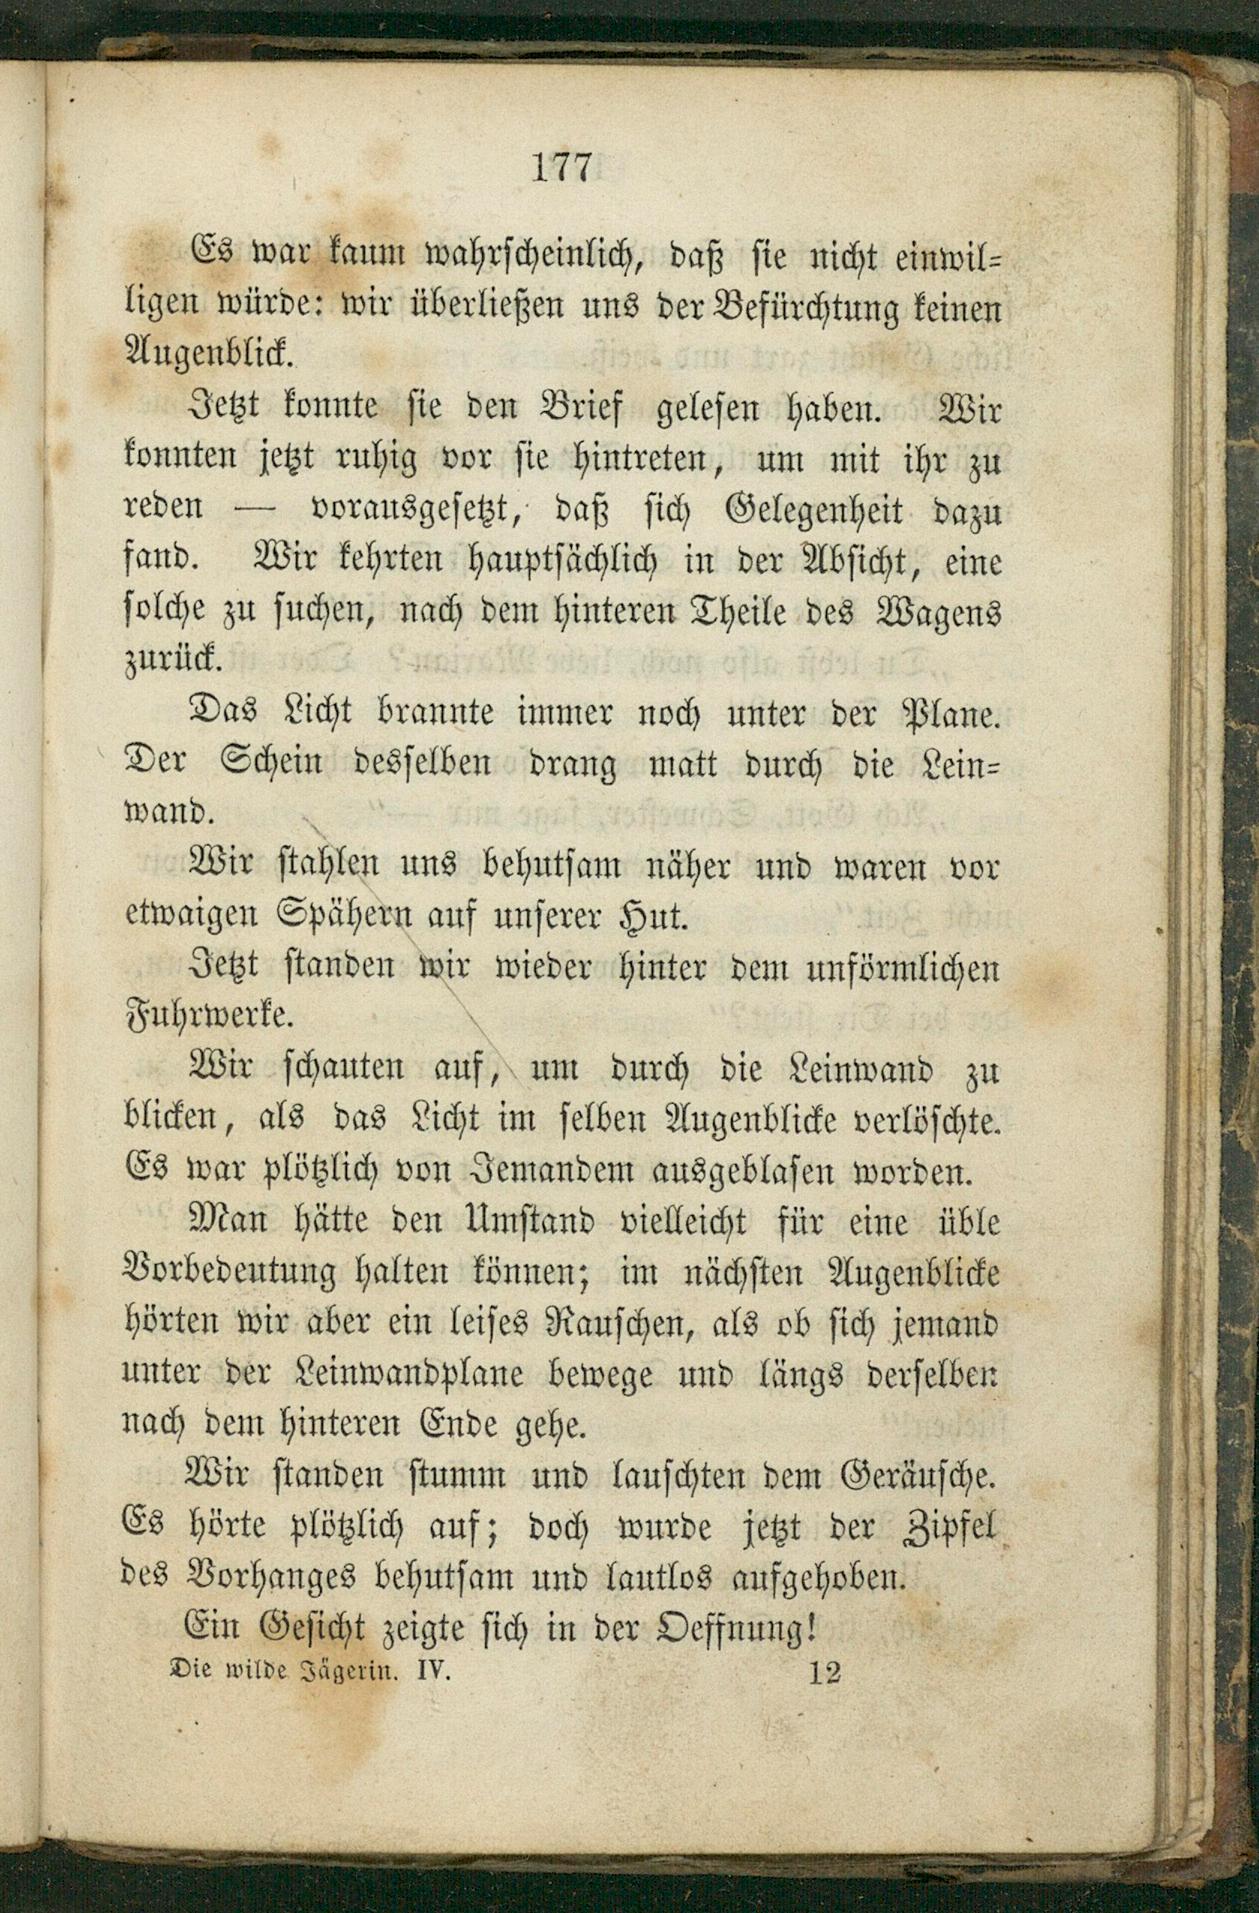 177
Es war kaum wahrscheinlich, daß sie nicht einwil=
ligen würde: wir überließen uns der Befürchtung keinen
Augenblick.
Jetzt konnte sie den Brief gelesen haben. Wir
konnten jetzt ruhig vor sie hintreten, um mit ihr zu
reden — vorausgesetzt, daß sich Gelegenheit dazu
fand. Wir kehrten hauptsächlich in der Absicht, eine
solche zu suchen, nach dem hinteren Theile des Wagens
zurück.
Das Licht brannte immer noch unter der Plane.
Der Schein desselben drang matt durch die Lein=
wand.
Wir stahlen uns behutsam näher und waren vor
etwaigen Spähern auf unserer Hut.
Jetzt standen wir wieder hinter dem unförmlichen
Fuhrwerke.
Wir schauten auf, um durch die Leinwand zu
blicken, als das Licht im selben Augenblicke verlöschte.
Es war plötzlich von Jemandem ausgeblasen worden.
Man hätte den Umstand vielleicht für eine üble
Vorbedeutung halten können; im nächsten Augenblicke
hörten wir aber ein leises Rauschen, als ob sich jemand
unter der Leinwandplane bewege und längs derselben
nach dem hinteren Ende gehe.
Wir standen stumm und lauschten dem Geräusche.
Es hörte plötzlich auf; doch wurde jetzt der Zipfel
des Vorhanges behutsam und lautlos aufgehoben.
Ein Gesicht zeigte sich in der Oeffnung!
Die wilde Jägerin. IV. 12